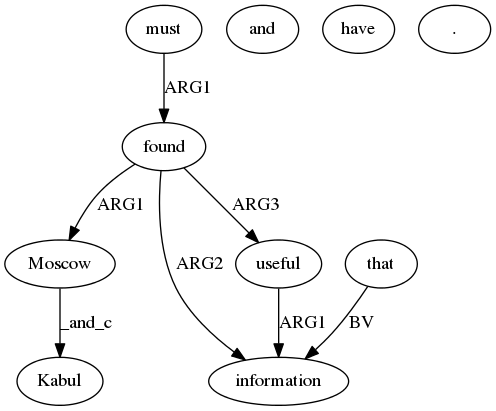 must and have .
ARG1
found
ARG1 ARG3
ARG2
Moscow useful that
_and_c ARG1 BV
Kabul information